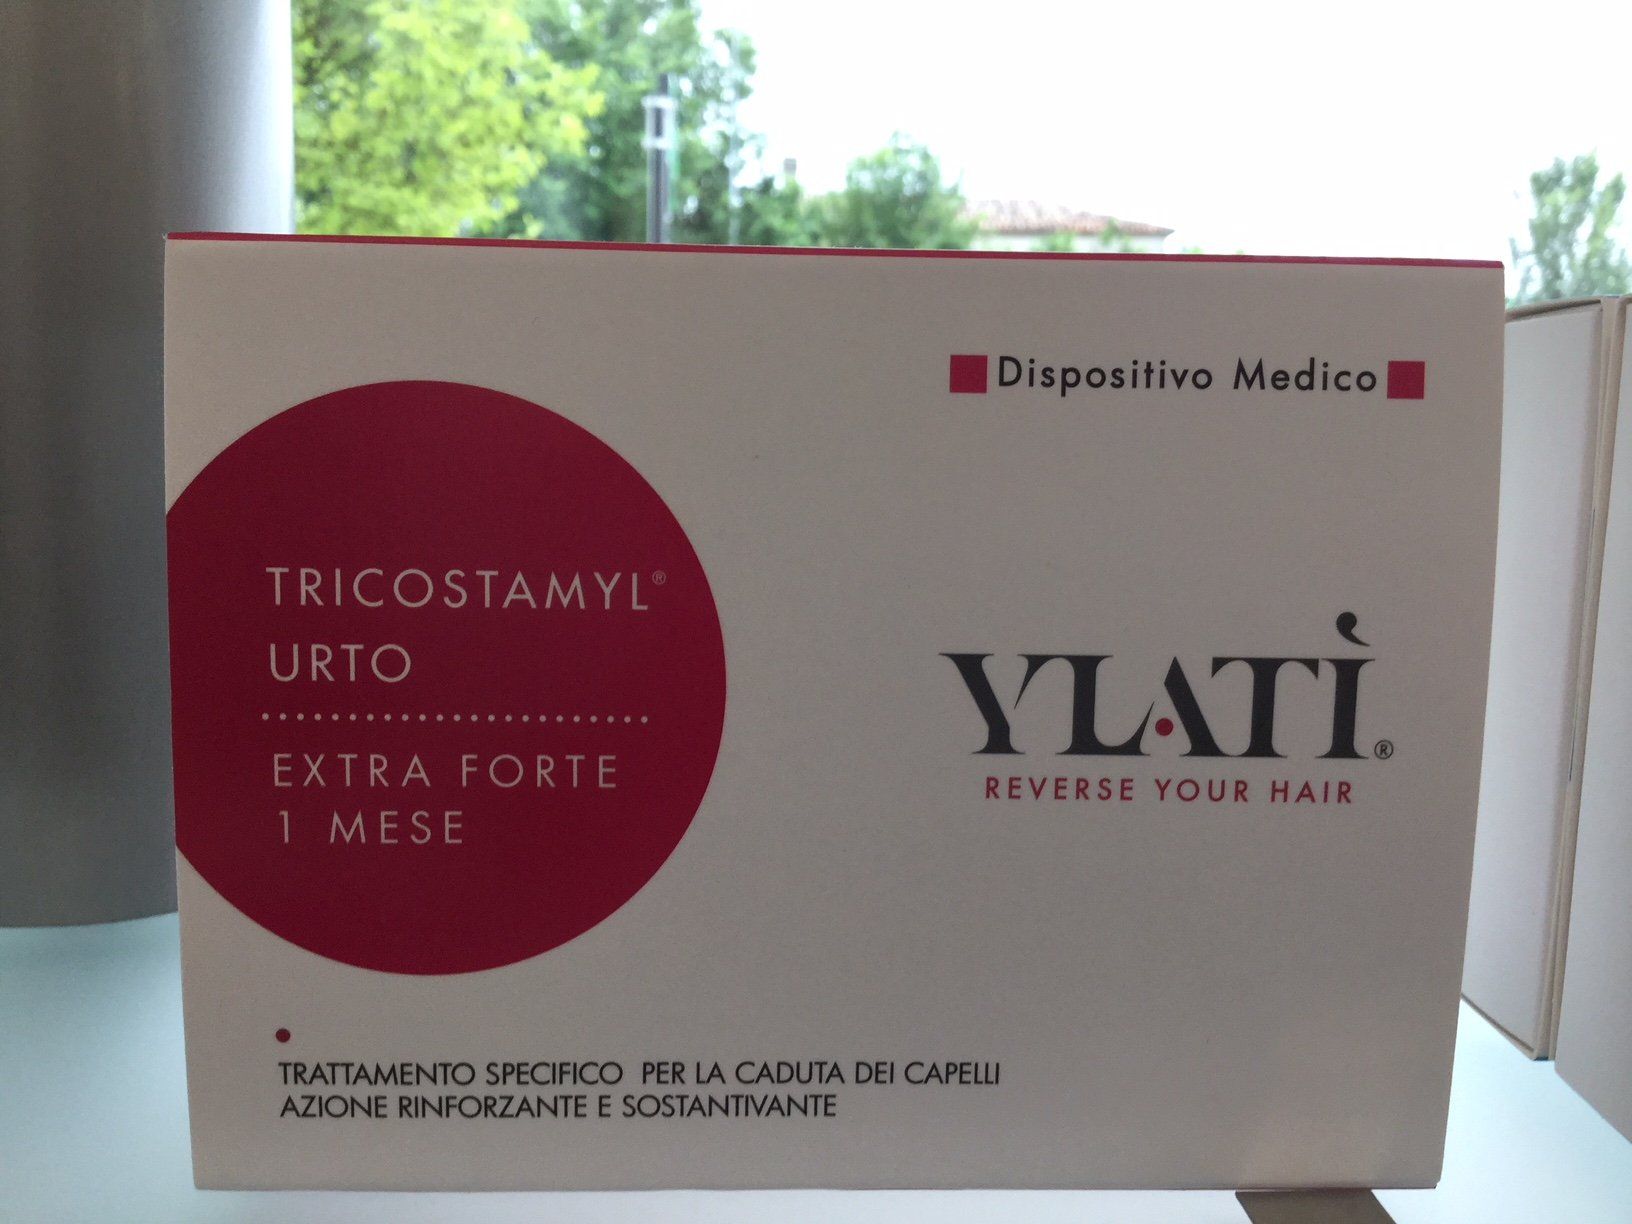 Dispositivo Medico
TRICOSTAMYL®
URTO
EXTRA FORTE
1 MESE
YLATÌ®
REVERSE YOUR HAIR
TRATTAMENTO SPECIFICO PER LA CADUTA DEI CAPELLI
AZIONE RINFORZANTE E SOSTANTIVANTE